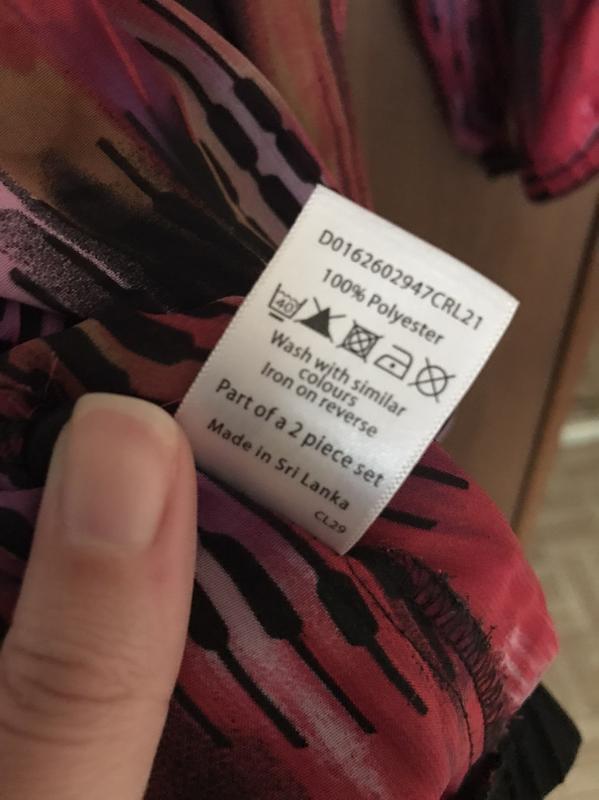 D0162602947CRL21
100% Polyester
40
Wash with similar
colours
Iron on reverse
Part of a 2 piece set
Made in Sri Lanka
CL29